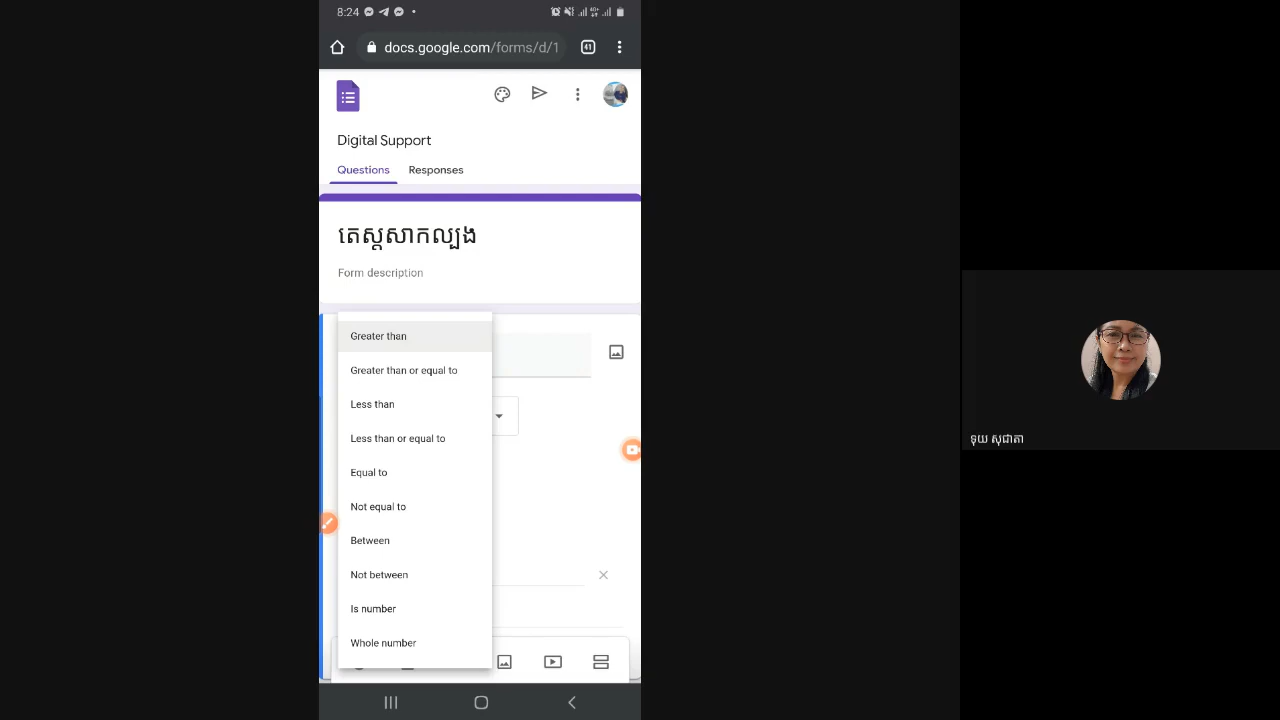 8:24
docs.google.com/forms/d/1
41
Digital Support
Questions Responses
តេស្តសាកល្បង
Form description
Greater than
Greater than or equal to
Less than
Less than or equal to
Equal to
Not equal to
Between
Not between
Is number
Whole number
ទុយ សុជាតា